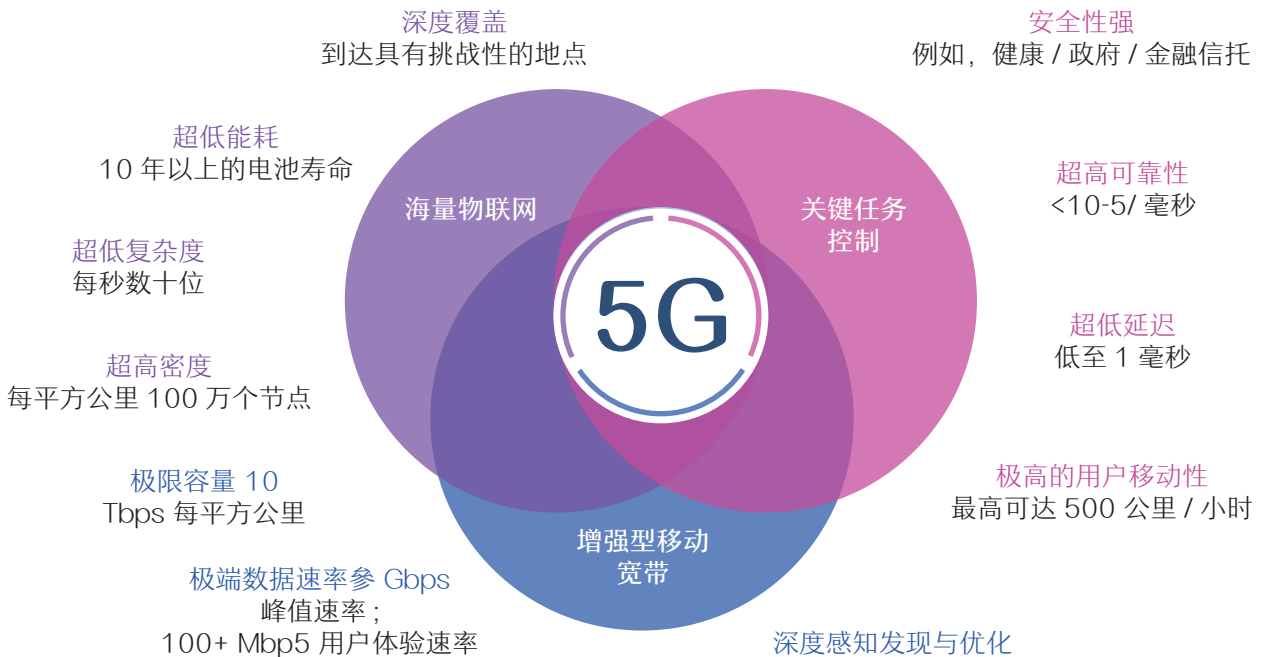 深度覆盖
到达具有挑战性的地点
安全性强
例如，健康 / 政府 / 金融信托
超低能耗
10 年以上的电池寿命
超高可靠性
<10-5/ 毫秒
海量物联网
关键任务
控制
超低复杂度
每秒数十位
5G
超低延迟
低至 1 毫秒
超高密度
每平方公里 100 万个节点
极限容量 10
Tbps 每平方公里
极高的用户移动性
最高可达 500 公里 / 小时
增强型移动
宽带
极端数据速率參 Gbps
峰值速率；
100+ Mbp5 用户体验速率
深度感知发现与优化